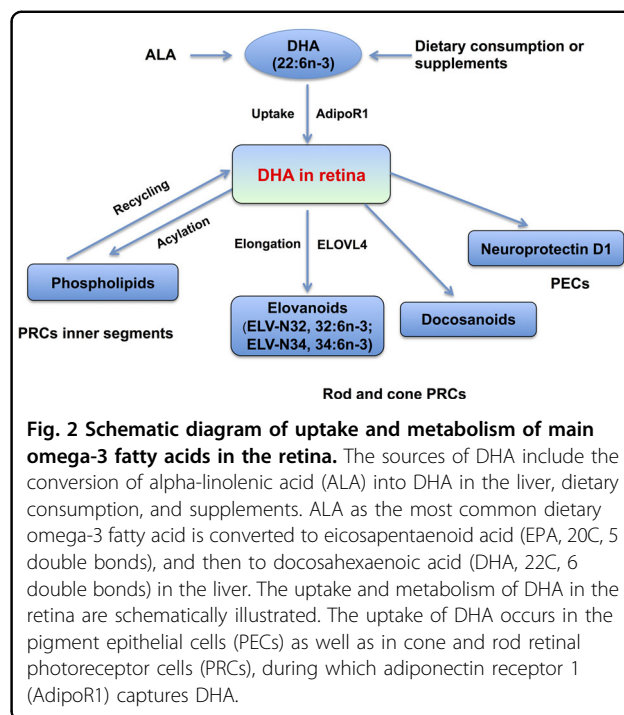 ALA
DHA
(22:6n-3)
Dietary consumption or
supplements
Uptake
AdipoR1
DHA in retina
Recycling
Acylation
Elongation
ELOVL4
Neuroprotectin D1
PECs
Phospholipids
PRCs inner segments
Elovanoids
(ELV-N32, 32:6n-3;
ELV-N34, 34:6n-3)
Docosanoids
Rod and cone PRCs
Fig. 2 Schematic diagram of uptake and metabolism of main
omega-3 fatty acids in the retina. The sources of DHA include the
conversion of alpha-linolenic acid (ALA) into DHA in the liver, dietary
consumption, and supplements. ALA as the most common dietary
omega-3 fatty acid is converted to eicosapentaenoid acid (EPA, 20C, 5
double bonds), and then to docosahexaenoic acid (DHA, 22C, 6
double bonds) in the liver. The uptake and metabolism of DHA in the
retina are schematically illustrated. The uptake of DHA occurs in the
pigment epithelial cells (PECs) as well as in cone and rod retinal
photoreceptor cells (PRCs), during which adiponectin receptor 1
(AdipoR1) captures DHA.